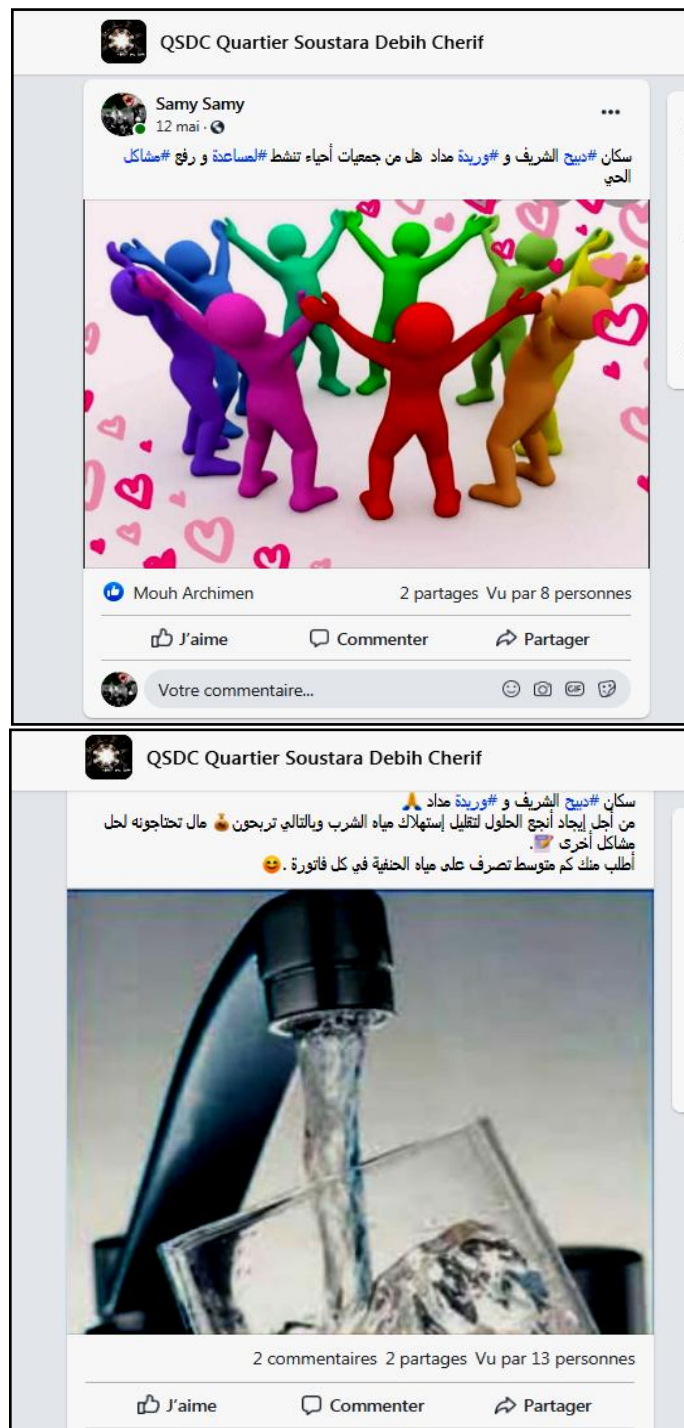 QSDC Quartier Soustara Debih Cherif
Samy Samy
12 mai ·
سكان #دبيح الشريف و #وريدة مداد هل من جمعيات أحياء تنشط #لمساعدة و رفع #مشاكل
الحي
Mouh Archimen
2 partages Vu par 8 personnes
J'aime Commenter Partager
Votre commentaire...
GIF
QSDC Quartier Soustara Debih Cherif
سكان #دبيح الشريف و #وريدة مداد 🙏
من أجل إيجاد أنجع الحلول لتقليل إستهلاك مياه الشرب وبالتالي تربحون 💰 مال تحتاجونه لحل
مشاكل أخرى 📝.
أطلب منك كم متوسط تصرف على مياه الحنفية في كل فاتورة .😄
2 commentaires 2 partages Vu par 13 personnes
J'aime Commenter Partager